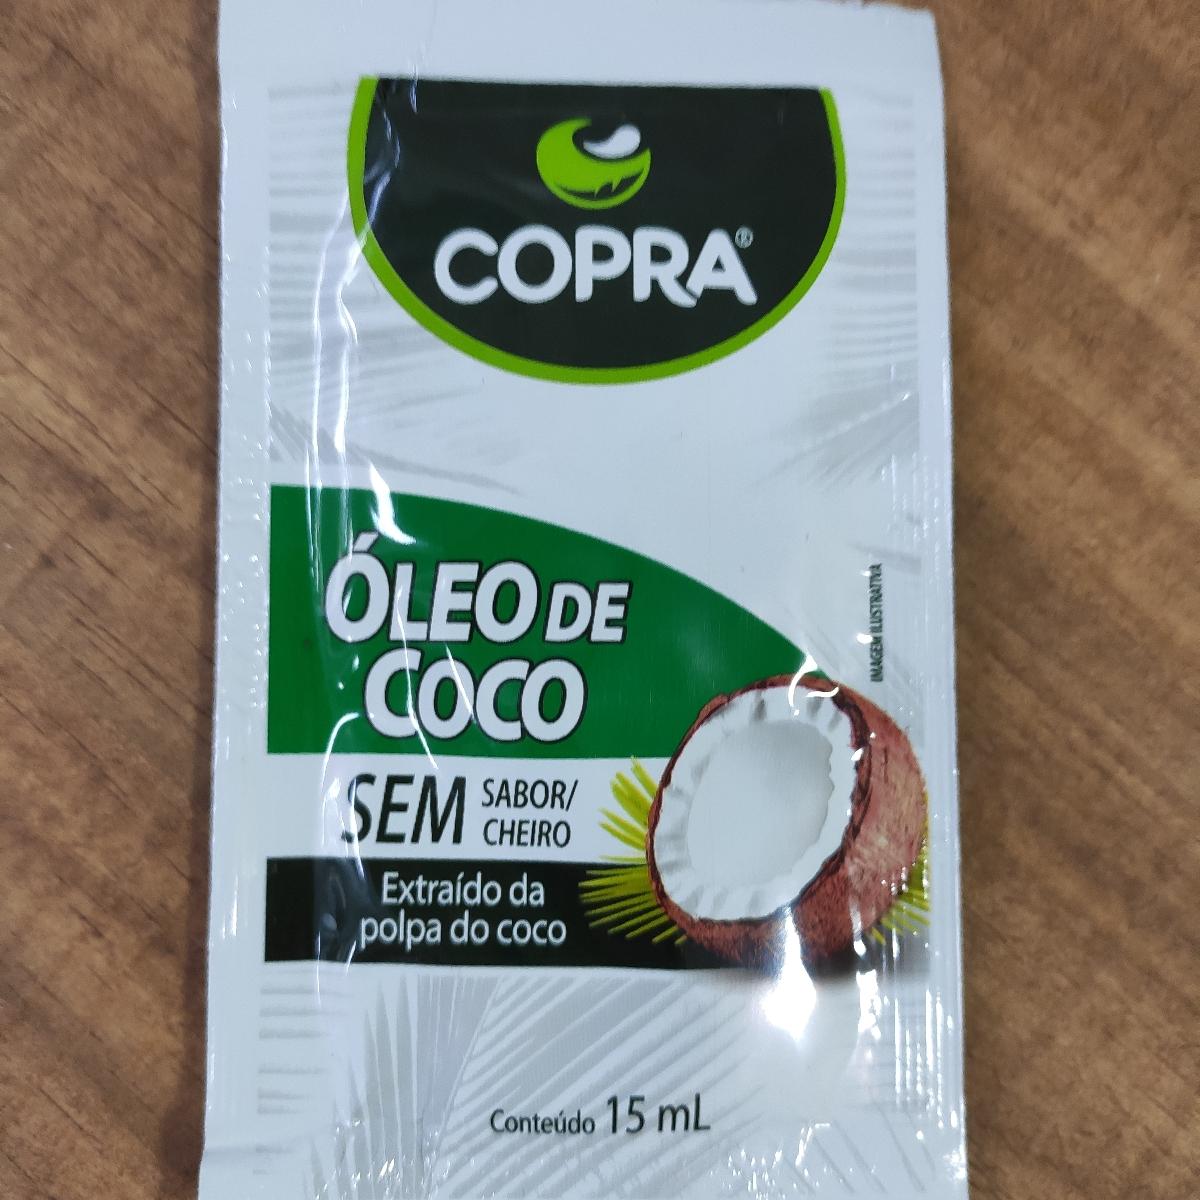 COPRA®
ÓLEO DE
COCO
SEM SABOR/
CHEIRO
Extraído da
polpa do coco
IMAGEM ILUSTRATIVA
Conteúdo 15 mL